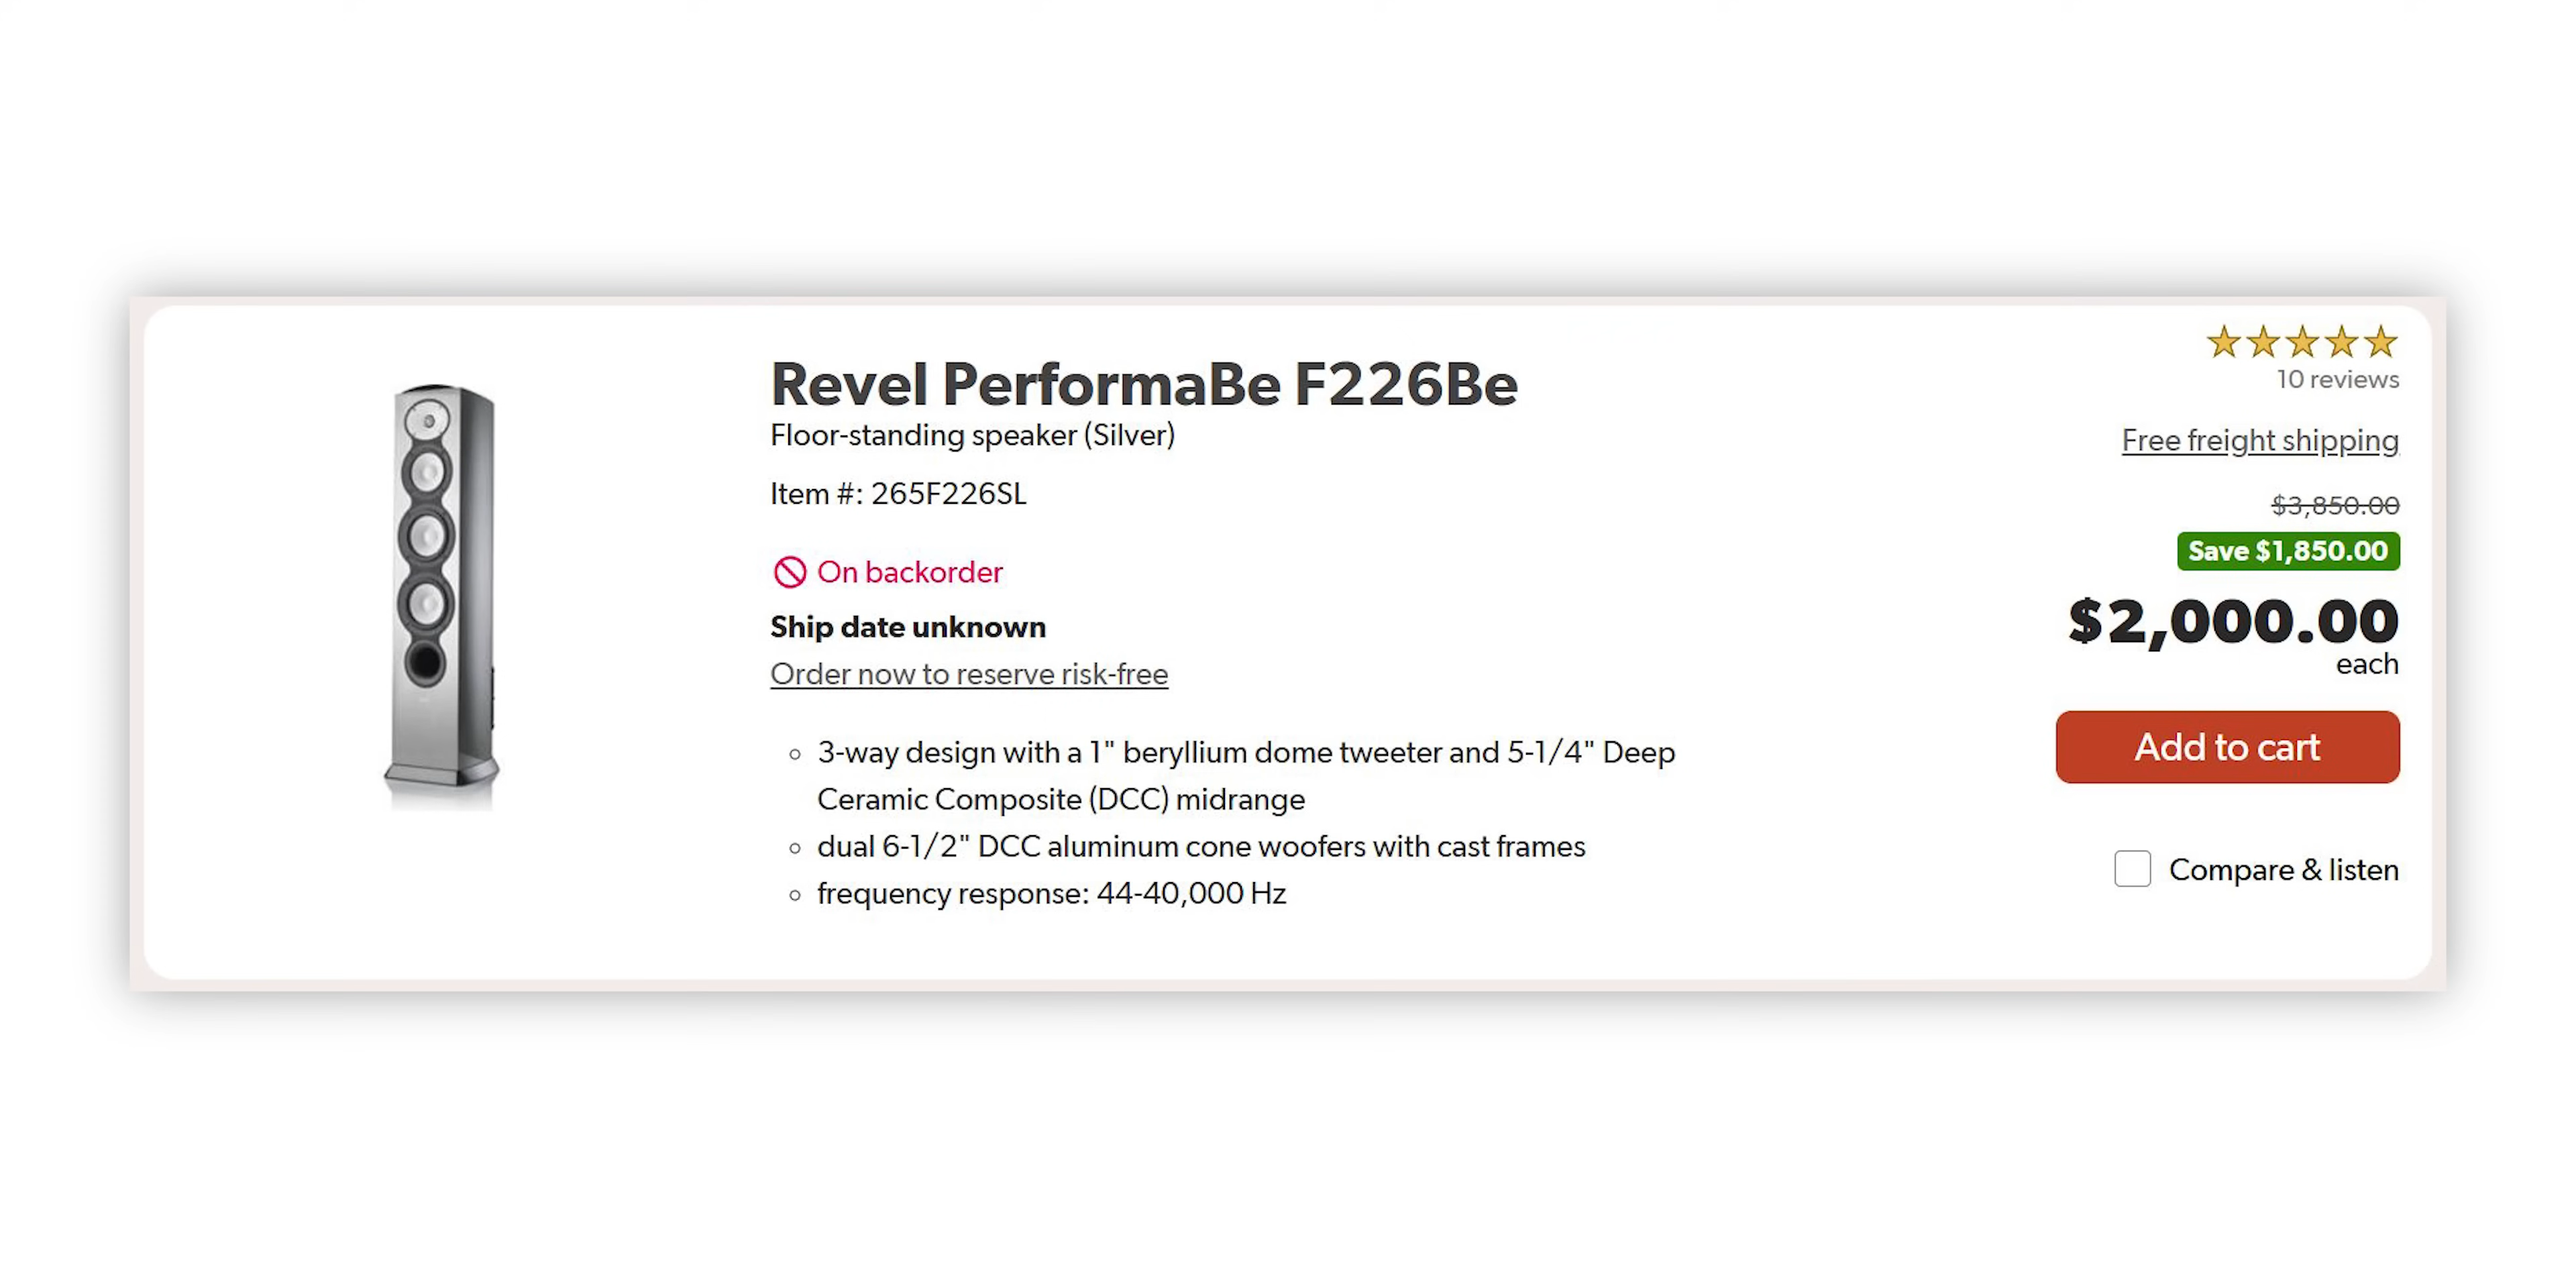 Revel PerformaBe F226Be
Floor-standing speaker (Silver)
Item #: 265F226SL
On backorder
Ship date unknown
Order now to reserve risk-free
3-way design with a 1" beryllium dome tweeter and 5-1/4" Deep
Ceramic Composite (DCC) midrange
dual 6-1/2" DCC aluminum cone woofers with cast frames
frequency response: 44-40,000 Hz
10 reviews
Free freight shipping
$3,850.00
Save $1,850.00
$2,000.00
each
Add to cart
Compare & listen